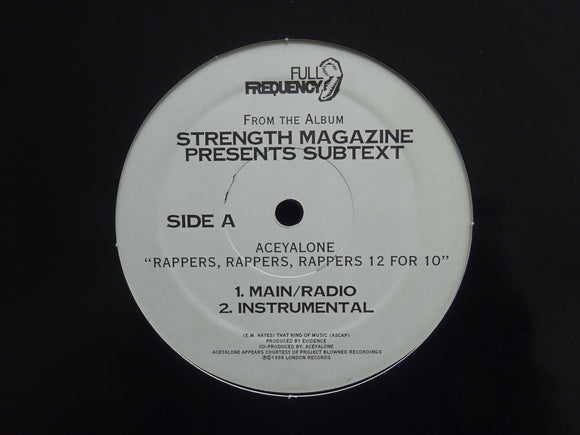 FULL
FREQUENCY
FROM THE ALBUM
STRENGTH MAGAZINE
PRESENTS SUBTEXT
SIDE A
ACEYALONE
"RAPPERS, RAPPERS, RAPPERS 12 FOR 10"
1. MAIN/RADIO
2. INSTRUMENTAL
(E.M. HAYES) THAT KIND OF MUSIC (ASCAP)
PRODUCED BY EVIDENCE
CO-PRODUCED BY: ACEYALONE
ACEYALONE APPEARS COURTESY OF PROJECT BLOWNED RECORDINGS
℗©1999 LONDON RECORDS